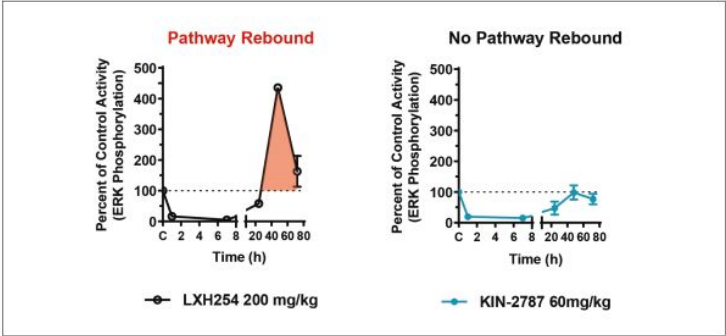 Pathway Rebound
No Pathway Rebound
Percent of Control Activity
(ERK Phosphorylation)
500
400
300
200
100
0
C 2 4 6 8 20 40 60 80
Time (h)
Percent of Control Activity
(ERK Phosphorylation)
500
400
300
200
100
0
C 2 4 6 8 20 40 60 80
Time (h)
LXH254 200 mg/kg
KIN-2787 60mg/kg